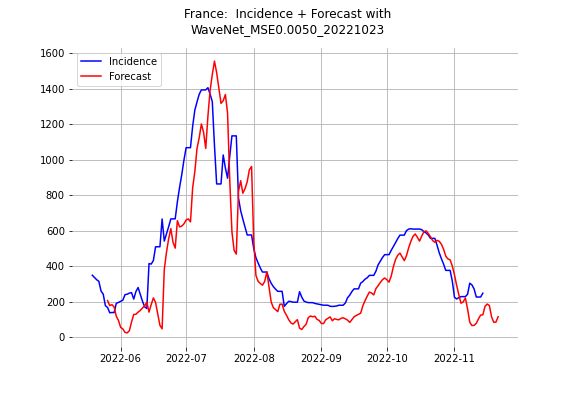 France:  Incidence + Forecast with
WaveNet_MSE0.0050_20221023
Incidence
Forecast
1600
1400
1200
1000
800
600
400
200
0
2022-06 2022-07 2022-08 2022-09 2022-10 2022-11